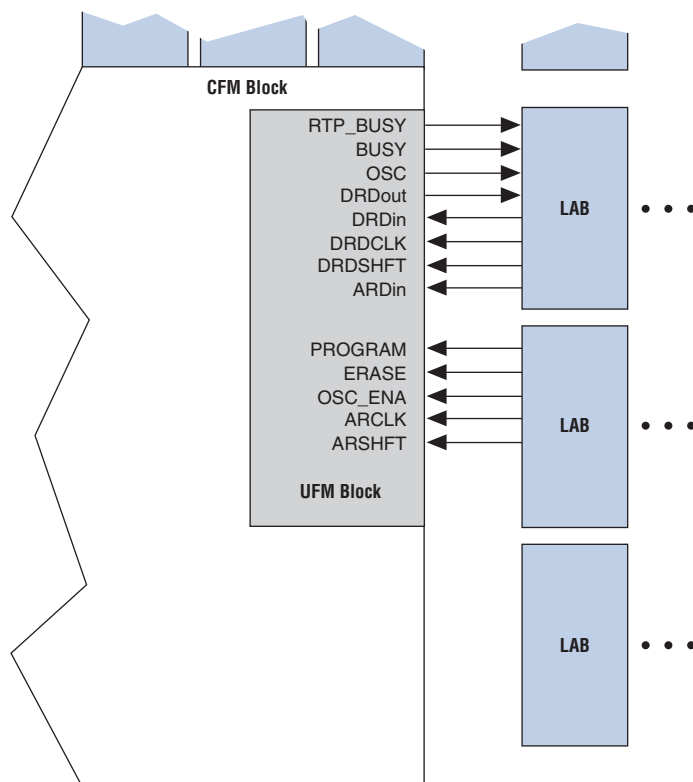 CFM Block
RTP_BUSY
BUSY
OSC
DRDout
DRDin
DRDCLK
DRDSHFT
ARDin
LAB
PROGRAM
ERASE
OSC_ENA
ARCLK
ARSHFT
LAB
UFM Block
LAB